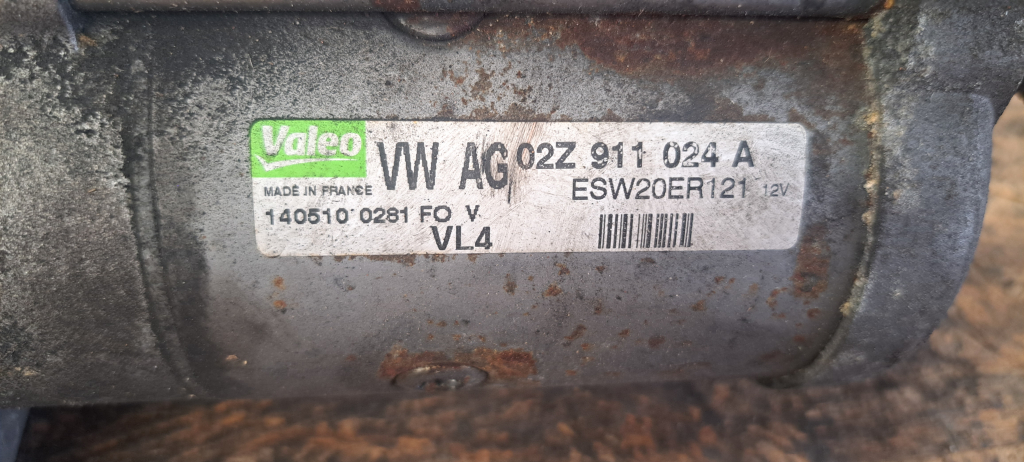 Valeo
VW AG 02Z 911 024 A
MADE IN FRANCE
ESW20ER121 12V
140510 0281 FO V
VL4